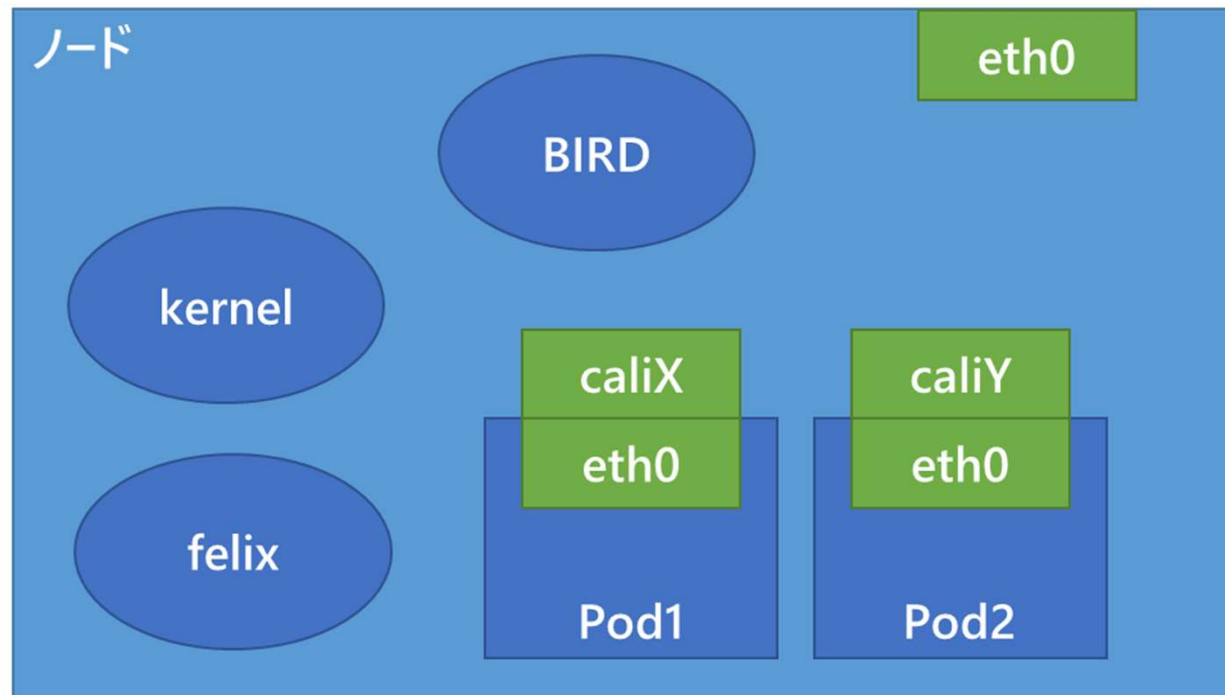 ノード
eth0
BIRD
kernel
caliX
caliY
eth0
eth0
felix
Pod1
Pod2